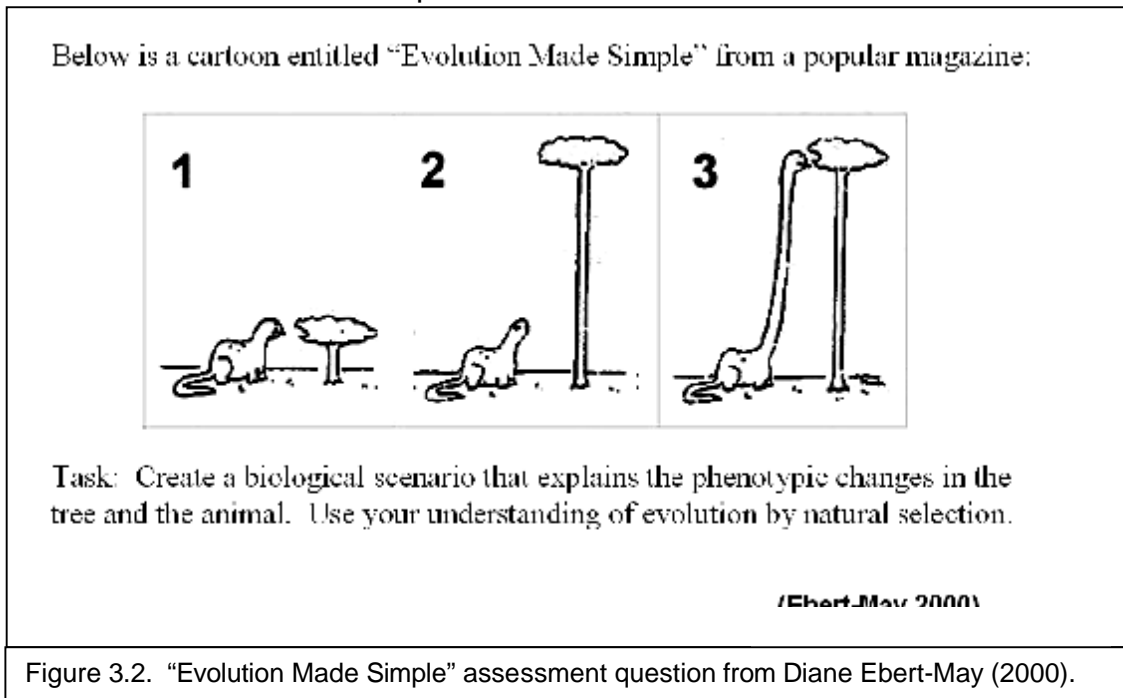 Below is a cartoon entitled “Evolution Made Simple” from a popular magazine:
1 2 3
Task: Create a biological scenario that explains the phenotypic changes in the
tree and the animal. Use your understanding of evolution by natural selection.
(Ebert-May 2000)
Figure 3.2. “Evolution Made Simple” assessment question from Diane Ebert-May (2000).